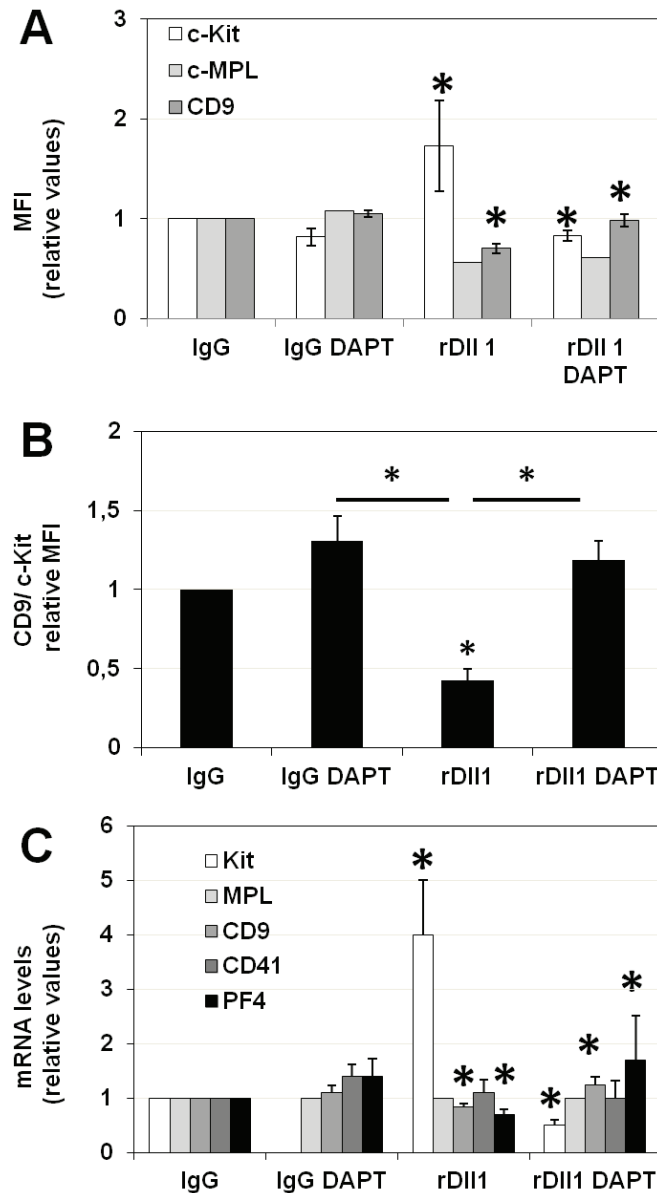 A
3
c-Kit
c-MPL
CD9
2
1
0
MFI
(relative values)
*
*
*
*
IgG
IgG DAPT
rDll 1
rDll 1
DAPT
B
2
1,5
1
0,5
0
CD9/ c-Kit
relative MFI
*
*
*
IgG
IgG DAPT
rDll1
rDll1 DAPT
C
6
5
4
3
2
1
0
mRNA levels
(relative values)
Kit
MPL
CD9
CD41
PF4
*
*
*
*
*
*
IgG
IgG DAPT
rDll1
rDll1 DAPT